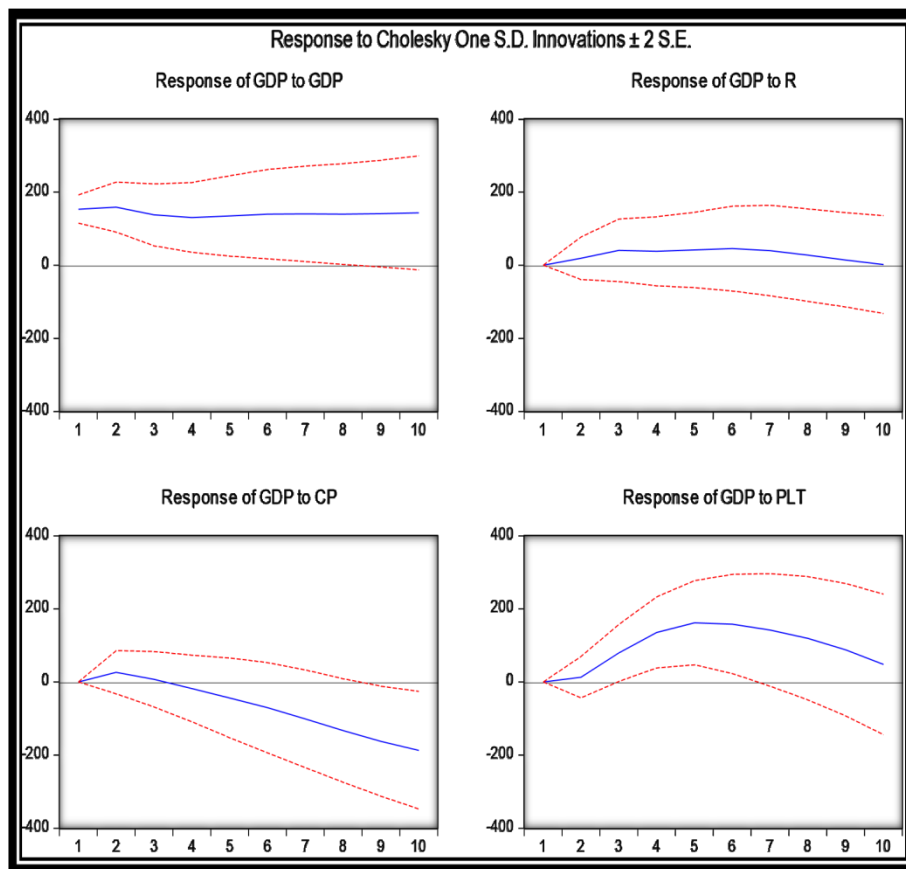 Response to Cholesky One S.D. Innovations ± 2 S.E.
Response of GDP to GDP
400
200
0
-200
-400
1 2 3 4 5 6 7 8 9 10
Response of GDP to R
400
200
0
-200
-400
1 2 3 4 5 6 7 8 9 10
Response of GDP to CP
400
200
0
-200
-400
1 2 3 4 5 6 7 8 9 10
Response of GDP to PLT
400
200
0
-200
-400
1 2 3 4 5 6 7 8 9 10